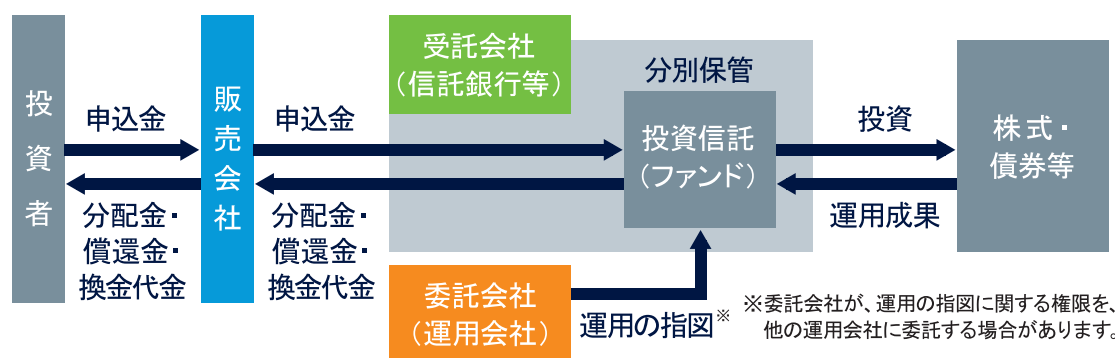 投資者
申込金
分配金・
償還金・
換金代金
販売会社
申込金
分配金・
償還金・
換金代金
受託会社
（信託銀行等）
分別保管
投資信託
（ファンド）
委託会社
（運用会社）
運用の指図※
投資
運用成果
株式・
債券等
※委託会社が、運用の指図に関する権限を、
他の運用会社に委託する場合があります。